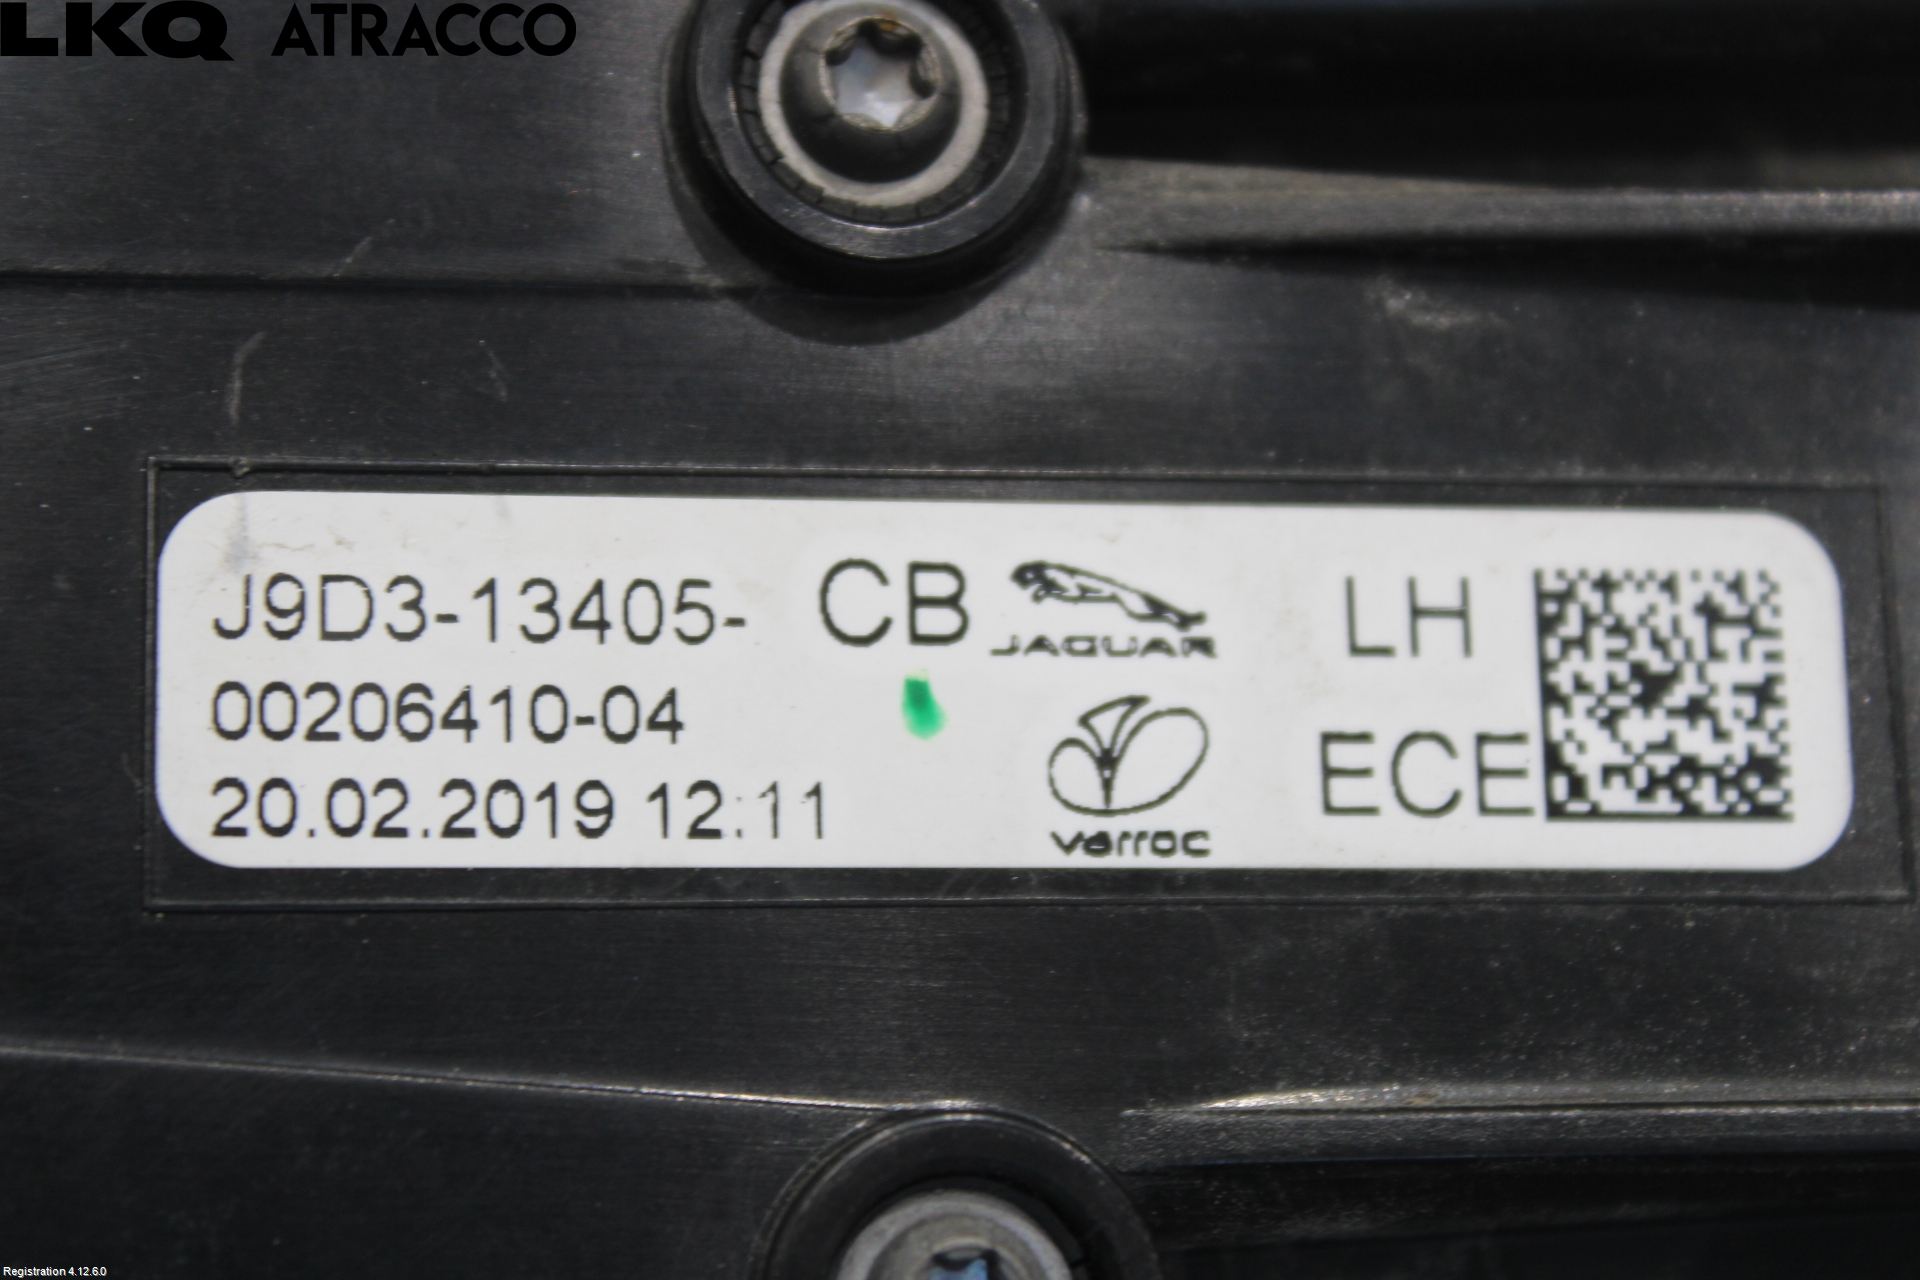 LKQ ATRACCO
J9D3-13405- CB JAGUAR LH
00206410-04
20.02.2019 12:11 varroc ECE
Registration 4.12.6.0